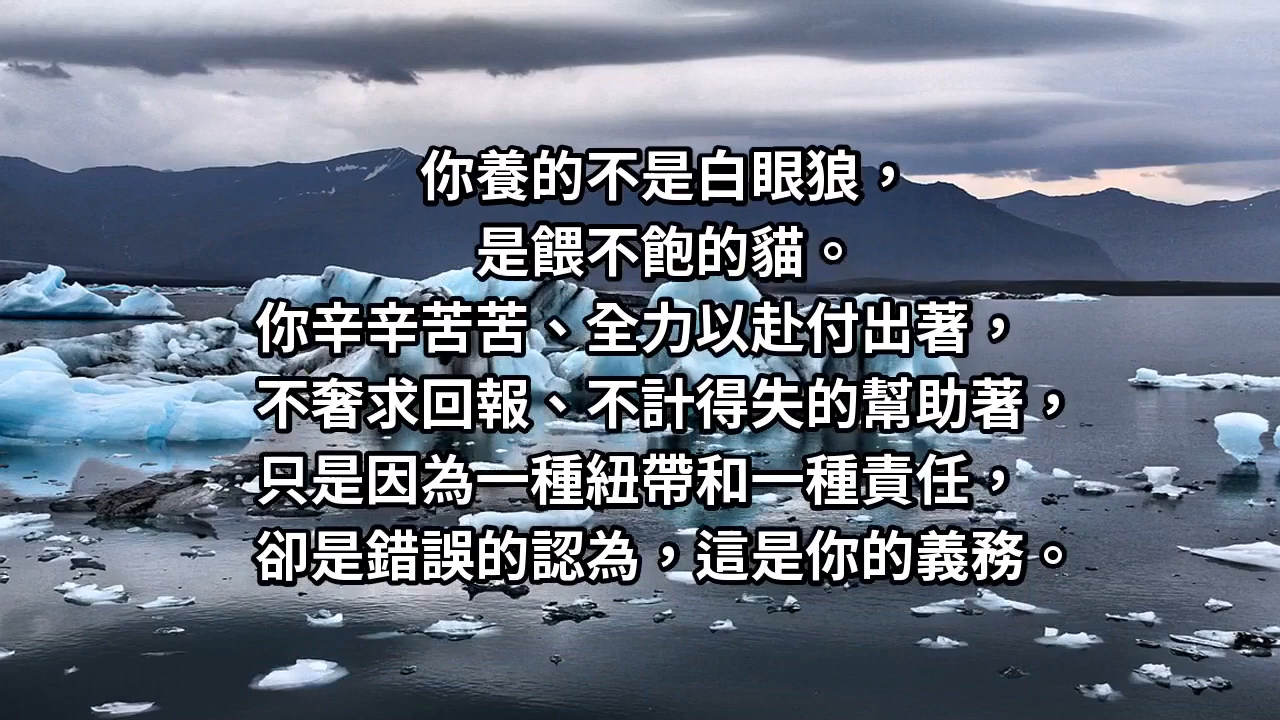 你養的不是白眼狼，
是餵不飽的貓。
你辛辛苦苦、全力以赴付出著，
不奢求回報、不計得失的幫助著，
只是因為一種紐帶和一種責任，
卻是錯誤的認為，這是你的義務。